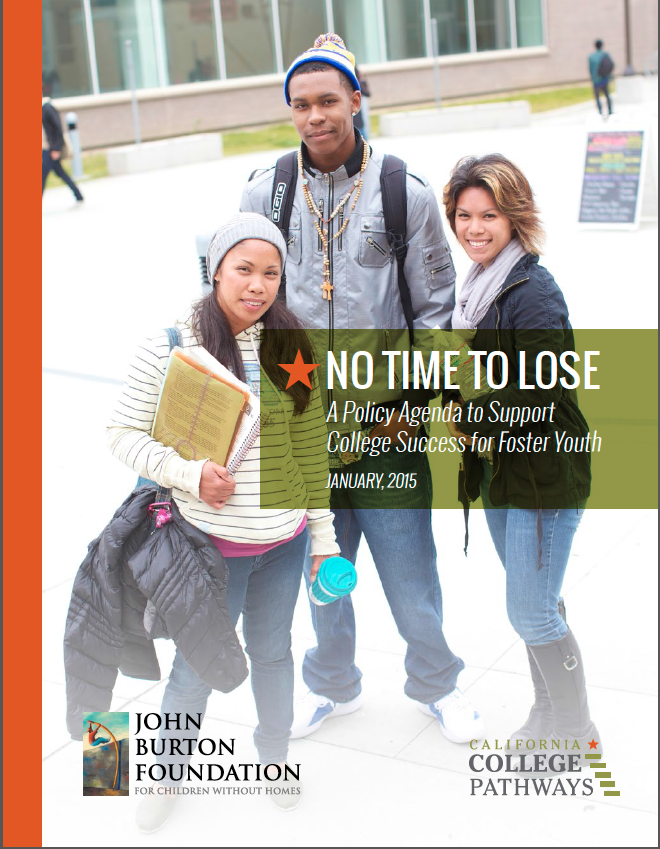 OGIO
NO TIME TO LOSE
A Policy Agenda to Support
College Success for Foster Youth
JANUARY, 2015
JOHN
BURTON
FOUNDATION
FOR CHILDREN WITHOUT HOMES
CALIFORNIA
COLLEGE
PATHWAYS